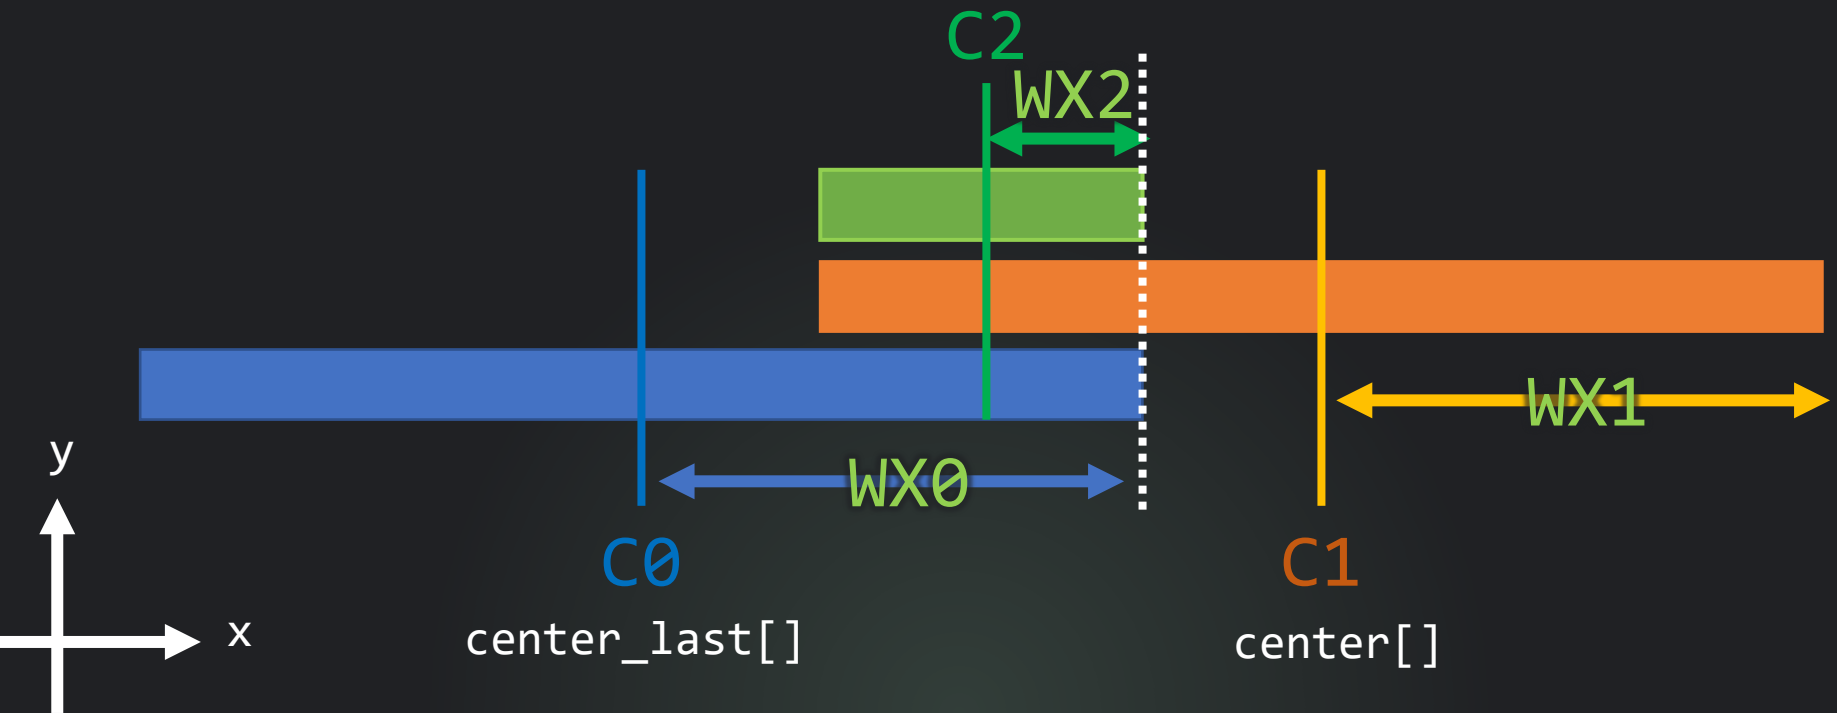 C2
WX2
WX1
y
WX0
C0
C1
x
center_last[]
center[]